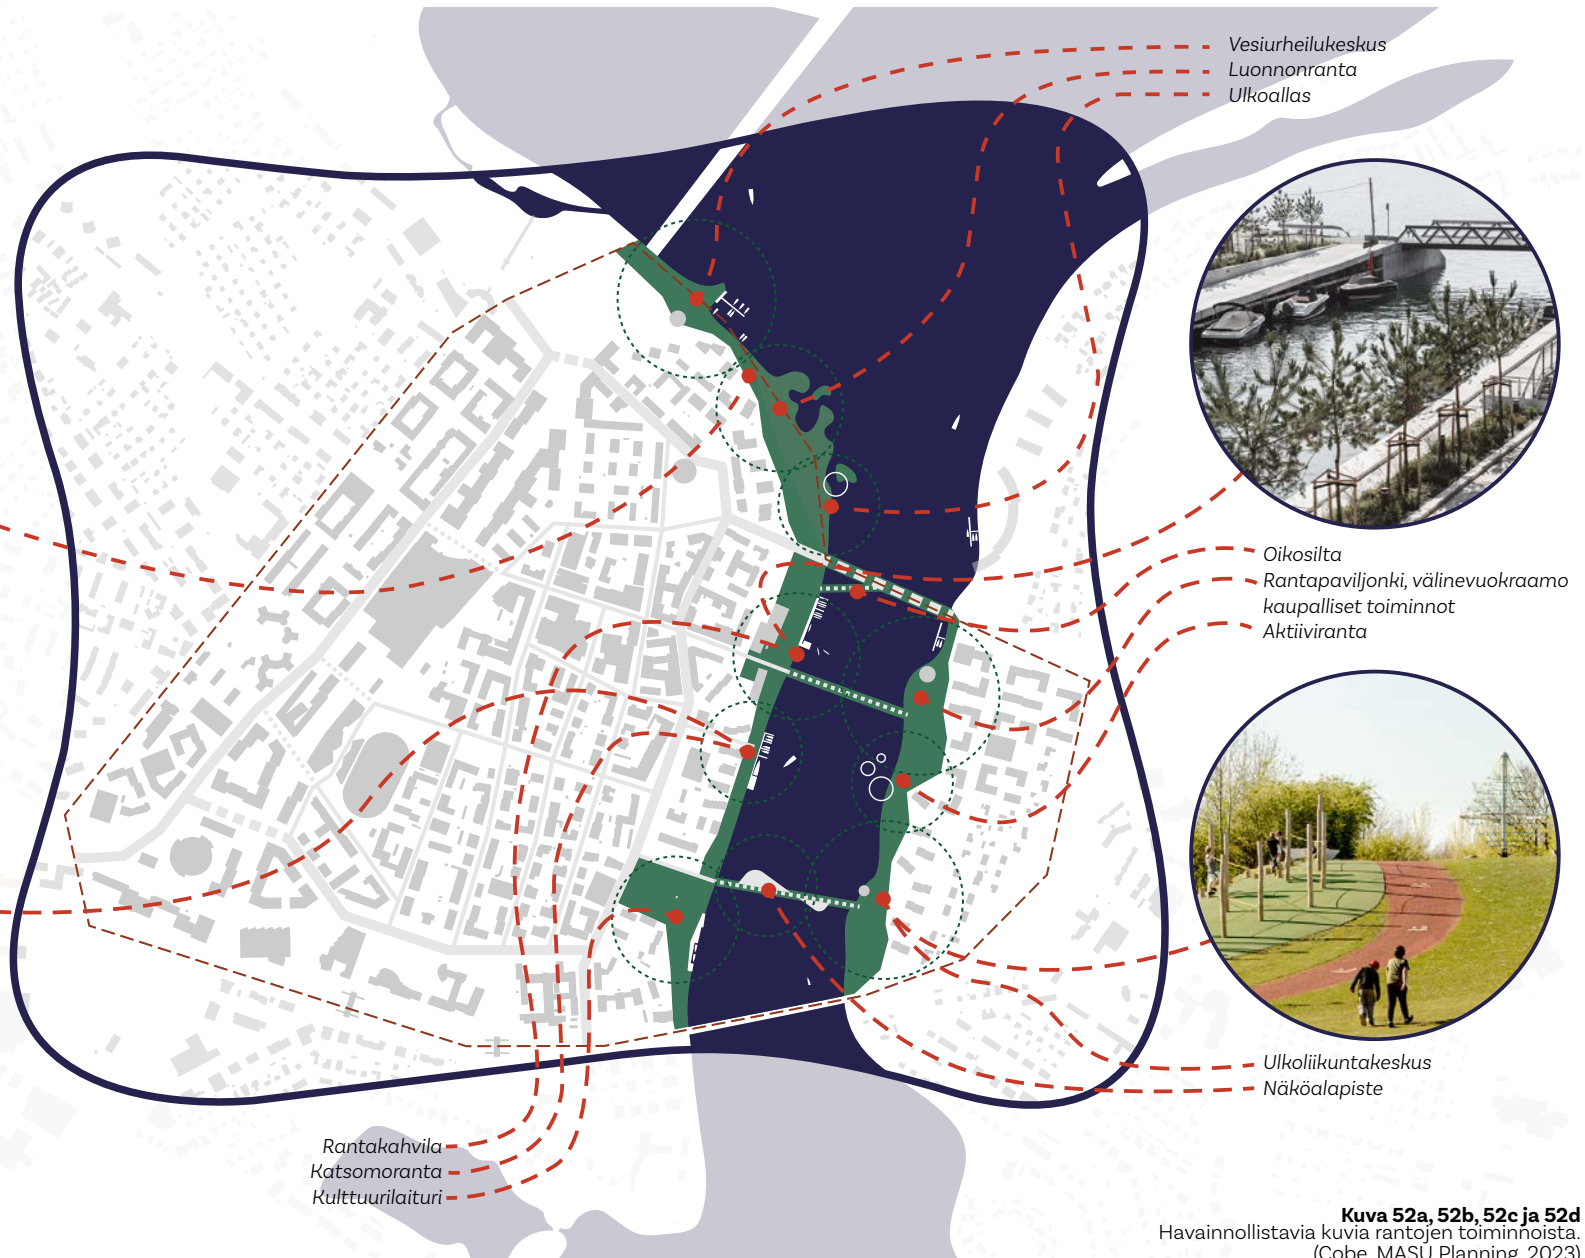 Vesiurheilukeskus
Luonnonranta
Ulkoallas
Oikosilta
Rantapaviljonki, välinevuokraamo
kaupalliset toiminnot
Aktiiviranta
Ulkoliikuntakeskus
Näköalapiste
Rantakahvila
Katsomoranta
Kulttuurilaituri
Kuva 52a, 52b, 52c ja 52d
Havainnollistavia kuvia rantojen toiminnoista.
(Cobe, MASU Planning, 2023)